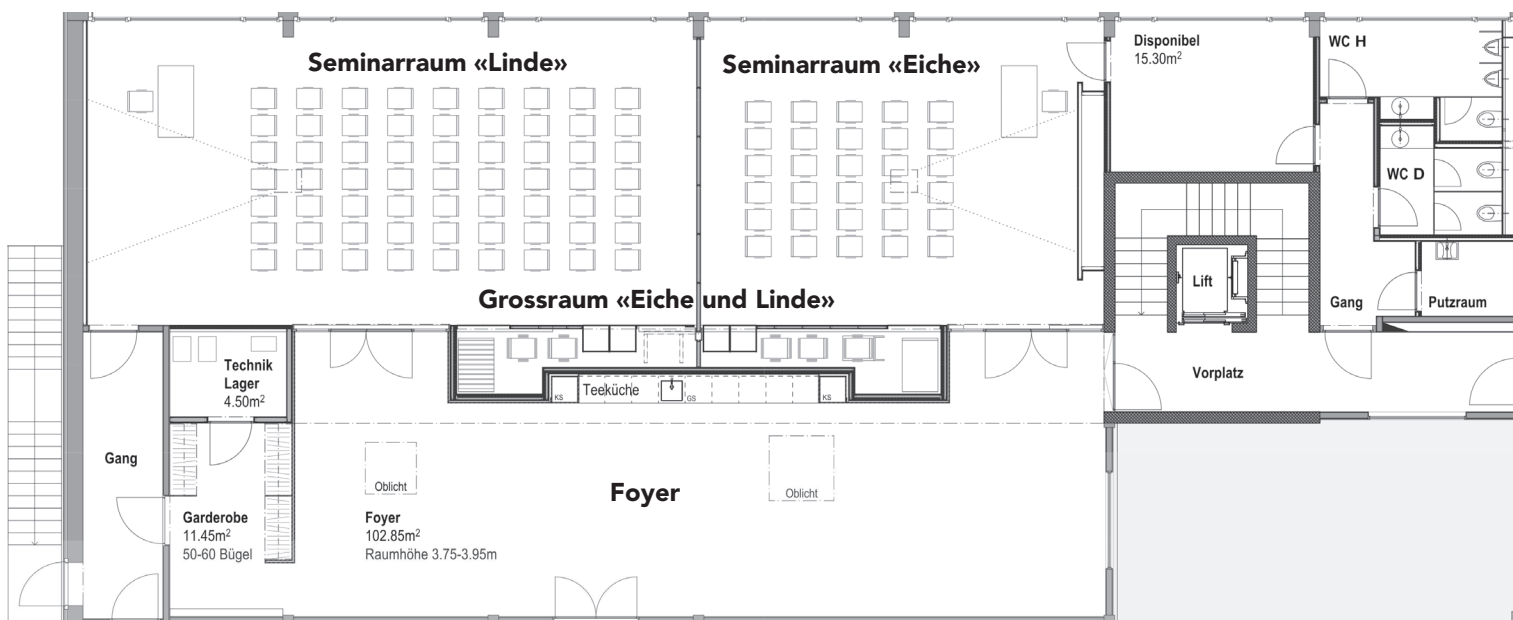 Seminarraum «Linde»
Seminarraum «Eiche»
Disponibel
15.30m²
WC H
WC D
Grossraum «Eiche und Linde»
Lift
Gang
Putzraum
Technik
Lager
4.50m²
KS
Teeküche
GS
KS
Vorplatz
Gang
Oblicht
Foyer
Oblicht
Garderobe
11.45m²
50-60 Bügel
Foyer
102.85m²
Raumhöhe 3.75-3.95m